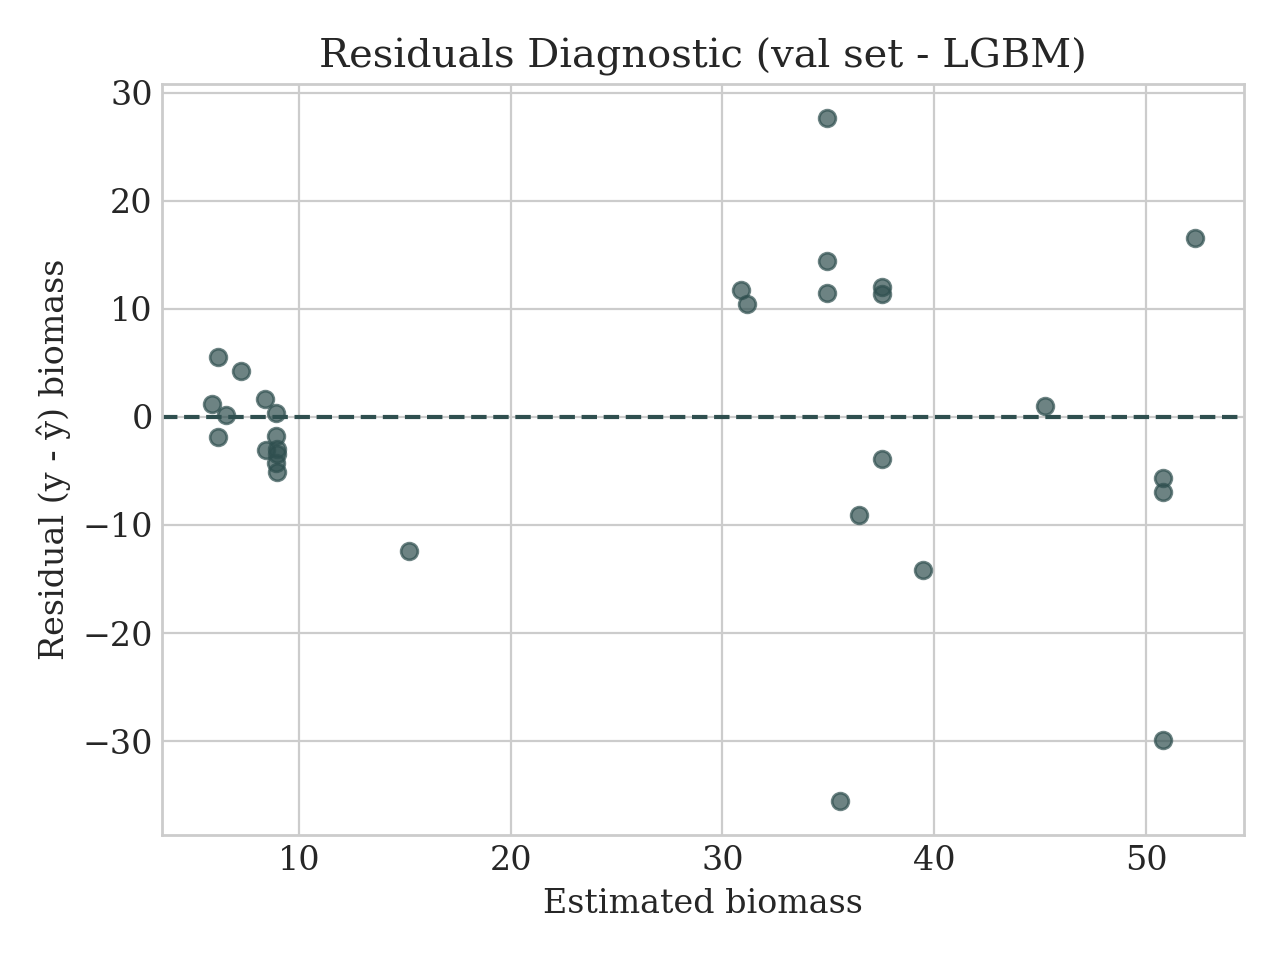 Residuals Diagnostic (val set - LGBM)
30
20
10
0
−10
−20
−30
Residual (y - ŷ) biomass
10 20 30 40 50
Estimated biomass